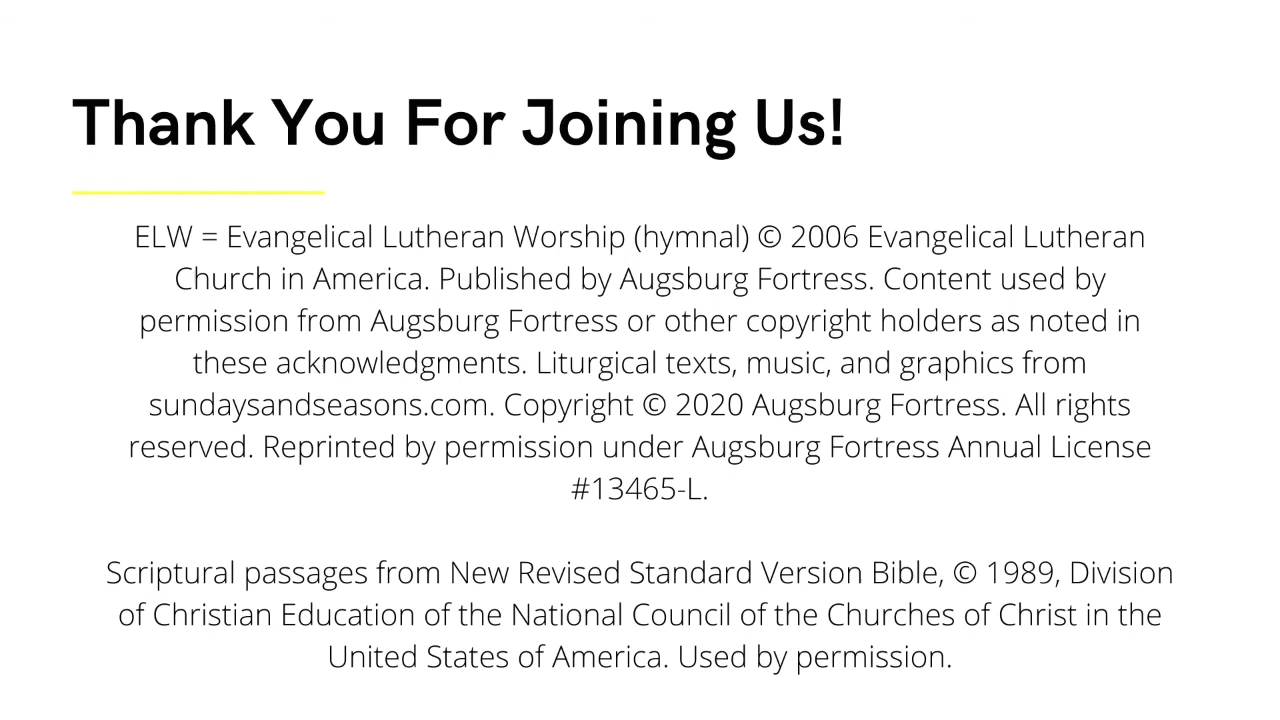 Thank You For Joining Us!
ELW = Evangelical Lutheran Worship (hymnal) © 2006 Evangelical Lutheran
Church in America. Published by Augsburg Fortress. Content used by
permission from Augsburg Fortress or other copyright holders as noted in
these acknowledgments. Liturgical texts, music, and graphics from
sundaysandseasons.com. Copyright © 2020 Augsburg Fortress. All rights
reserved. Reprinted by permission under Augsburg Fortress Annual License
#13465-L.
Scriptural passages from New Revised Standard Version Bible, © 1989, Division
of Christian Education of the National Council of the Churches of Christ in the
United States of America. Used by permission.